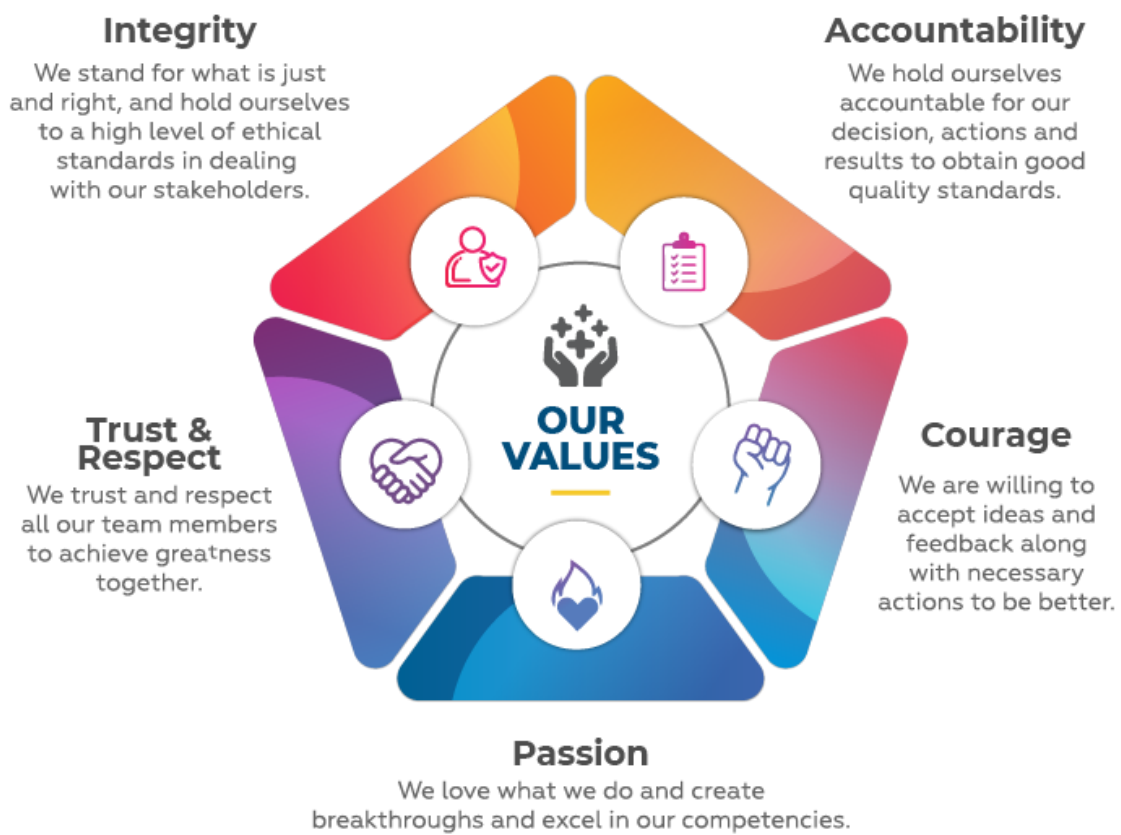 Integrity
We stand for what is just
and right, and hold ourselves
to a high level of ethical
standards in dealing
with our stakeholders.
Accountability
We hold ourselves
accountable for our
decision, actions and
results to obtain good
quality standards.
OUR
VALUES
Trust &
Respect
We trust and respect
all our team members
to achieve greatness
together.
Courage
We are willing to
accept ideas and
feedback along
with necessary
actions to be better.
Passion
We love what we do and create
breakthroughs and excel in our competencies.